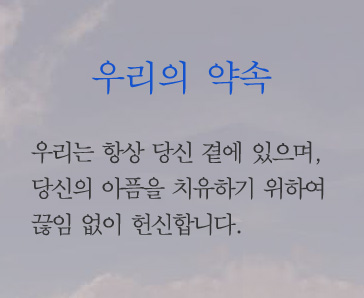 우리의 약속
우리는 항상 당신 곁에 있으며,
당신의 아픔을 치유하기 위하여
끊임 없이 헌신합니다.